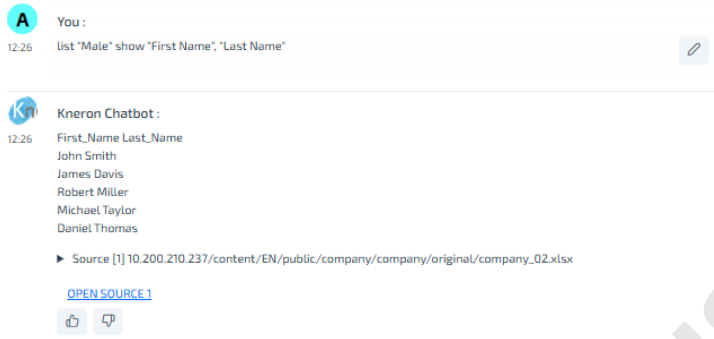 A
You :
12:26
list "Male" show "First Name", "Last Name"
Kn
Kneron Chatbot :
12:26
First_Name Last_Name
John Smith
James Davis
Robert Miller
Michael Taylor
Daniel Thomas
▶ Source [1] 10.200.210.237/content/EN/public/company/company/original/company_02.xlsx
OPEN SOURCE 1